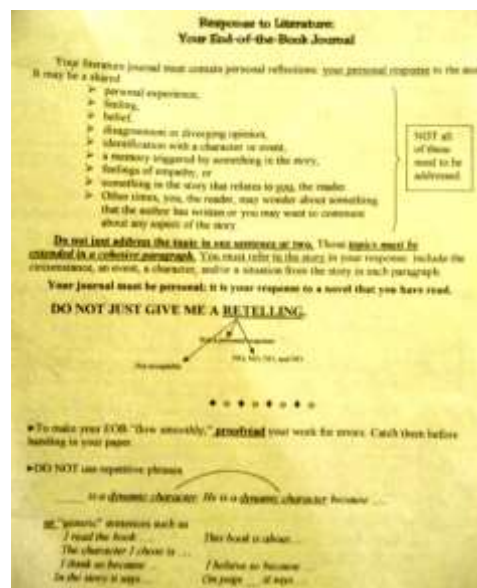 Response to Literature:
Your End-of-the-Book Journal
Your literature journal must contain personal reflections: your personal response to the
It may be a shared
➢ personal experience,
➢ feeling,
➢ belief,
➢ disagreement or diverging opinion,
➢ identification with a character or event,
➢ a memory triggered by something in the story,
➢ feelings of empathy, or
➢ something in the story that relates to you, the reader.
➢ Other times, you, the reader, may wonder about something
that the author has written or you may want to comment
about any aspect of the story
NOT all
of these
need to be
addressed.
Do not just address the topic in one sentence or two. These topics must be
extended in a cohesive paragraph. You must refer to the story in your response: include the
circumstance, an event, a character, and/or a situation from the story in each paragraph.
Your journal must be personal; it is your response to a novel that you have read.
DO NOT JUST GIVE ME A RETELLING.
Not acceptable
NO, NO, NO, and NO
►To make your EOB "flow smoothly," proofread your work for errors. Catch them before
handing in your paper.
►DO NOT use repetitive phrases
____ is a dynamic character. He is a dynamic character because ...
or "generic" sentences such as
I read the book ... This book is about...
The character I chose is ...
I think so because ... I believe so because
In the story it says ... On page __ it says ...